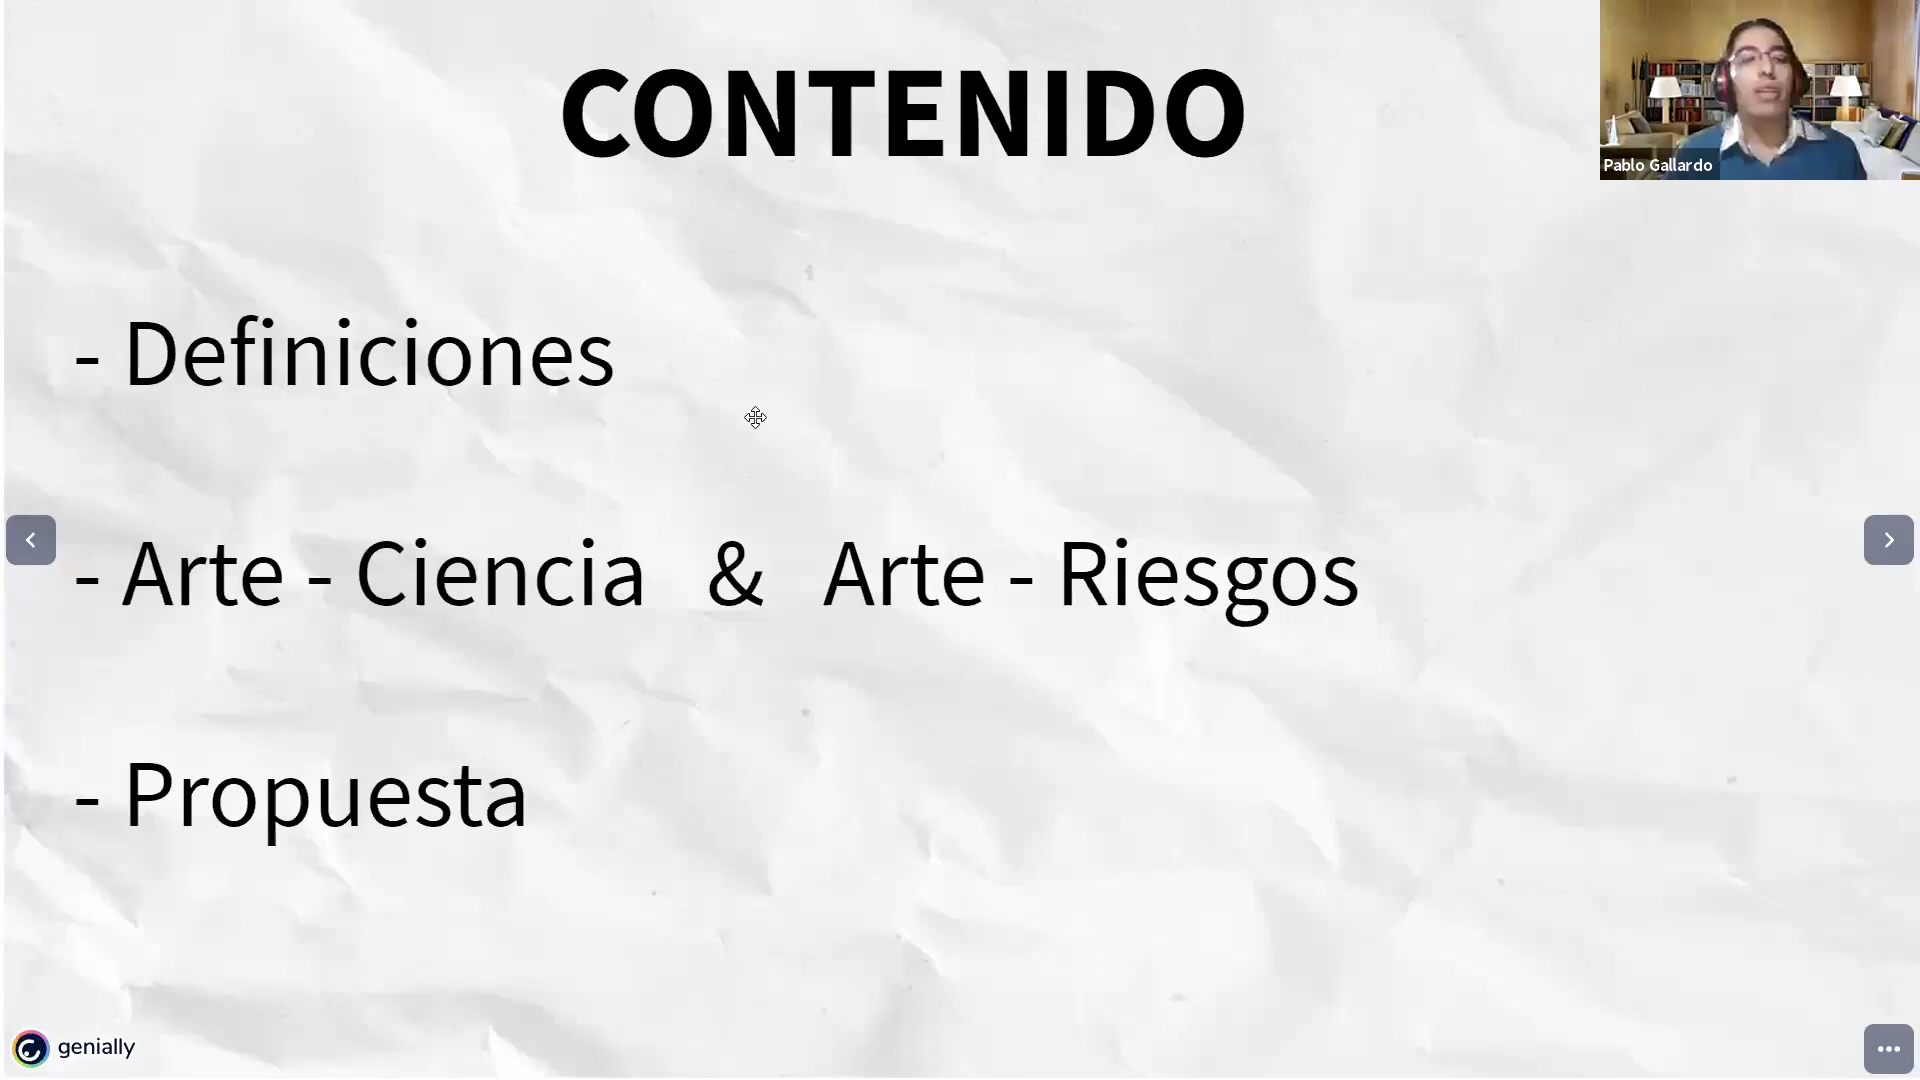 CONTENIDO
Pablo Gallardo
- Definiciones
- Arte - Ciencia & Arte - Riesgos
- Propuesta
genially